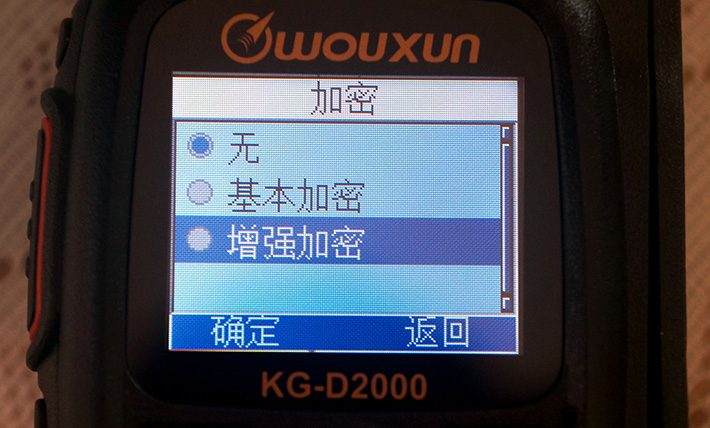 WOUXUN
加密
无
基本加密
增强加密
确定 返回
KG-D2000